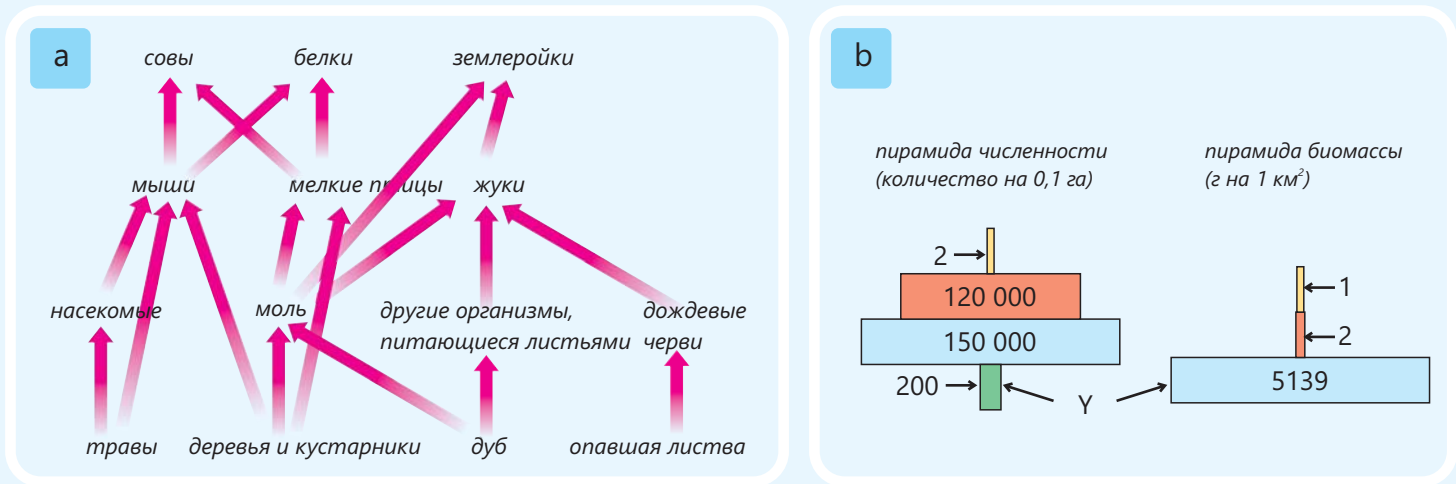 a
совы белки землеройки
мыши мелкие птицы жуки
насекомые моль другие организмы, дождевые
питающиеся листьями черви
травы деревья и кустарники дуб опавшая листва
b
пирамида численности
(количество на 0,1 га)
пирамида биомассы
(г на 1 км²)
2
120 000
150 000
200
Y
1
2
5139